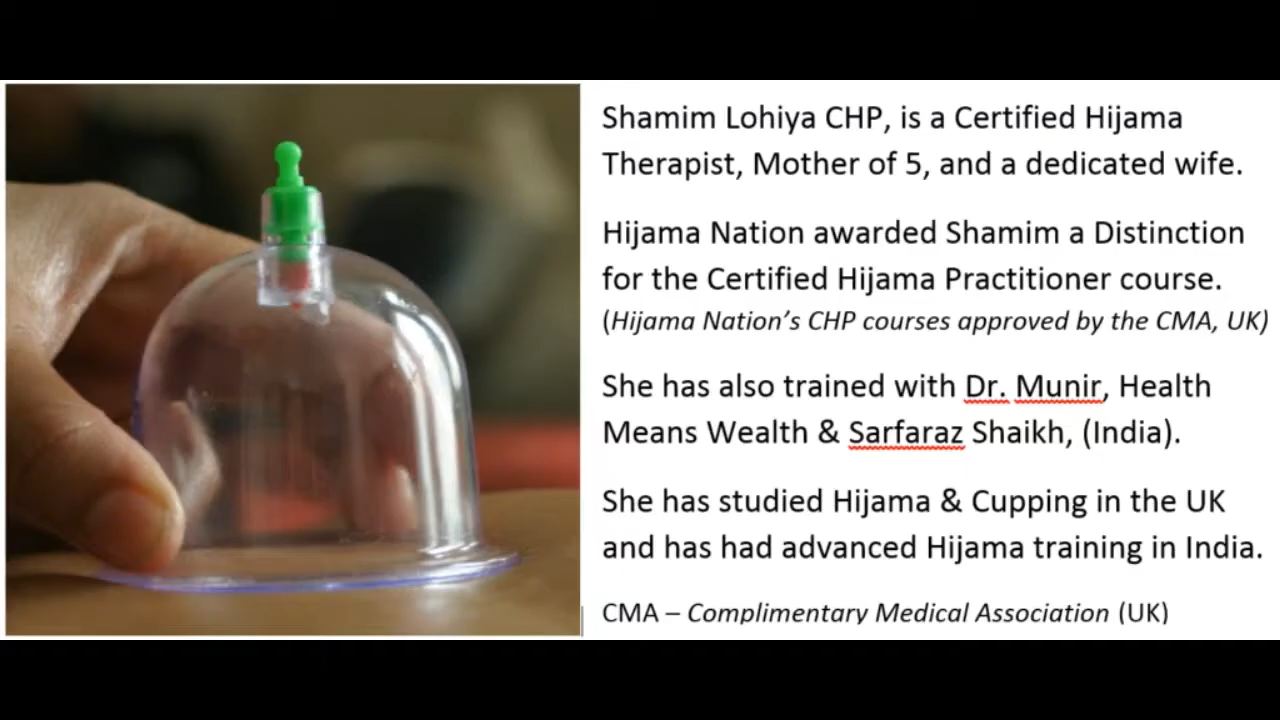 Shamim Lohiya CHP, is a Certified Hijama
Therapist, Mother of 5, and a dedicated wife.
Hijama Nation awarded Shamim a Distinction
for the Certified Hijama Practitioner course.
(Hijama Nation’s CHP courses approved by the CMA, UK)
She has also trained with Dr. Munir, Health
Means Wealth & Sarfaraz Shaikh, (India).
She has studied Hijama & Cupping in the UK
and has had advanced Hijama training in India.
CMA – Complimentary Medical Association (UK)